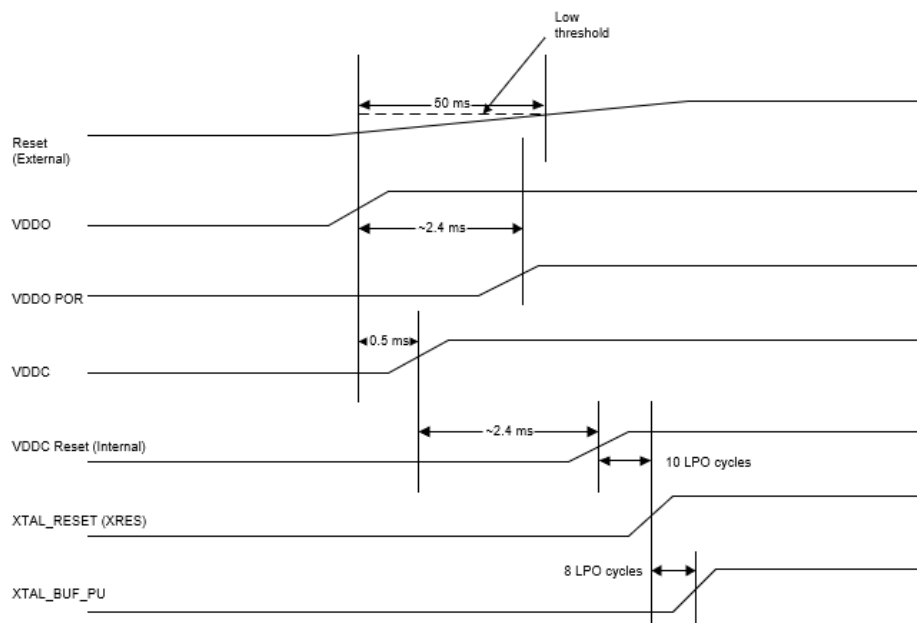 Low
threshold
50 ms
Reset
(External)
VDDO
~2.4 ms
VDDO POR
0.5 ms
VDDC
~2.4 ms
VDDC Reset (Internal)
10 LPO cycles
XTAL_RESET (XRES)
8 LPO cycles
XTAL_BUF_PU